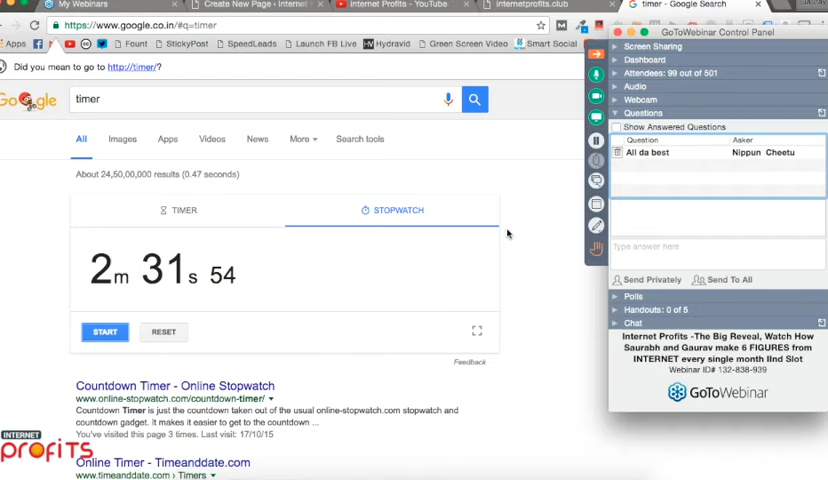 My Webinars
Create New Page ‹ Internet
internet Profits - YouTube
internetprofits.club
timer - Google Search
https://www.google.co.in/#q=timer
Apps
Fount
StickyPost
SpeedLeads
Launch FB Live
Hydravid
Green Screen Video
Smart Social
Did you mean to go to http://timer/?
Google
timer
All
Images
Apps
Videos
News
More
Search tools
About 24,50,00,000 results (0.47 seconds)
TIMER
STOPWATCH
2m 31s 54
START
RESET
Feedback
Countdown Timer - Online Stopwatch
www.online-stopwatch.com/countdown-timer/
Countdown Timer is just the countdown taken out of the usual online-stopwatch.com stopwatch and
countdown gadget. It makes it easier to get to the countdown ...
You've visited this page 3 times. Last visit: 17/10/15
Online Timer - Timeanddate.com
www.timeanddate.com › Timers
INTERNET
profits
GoToWebinar Control Panel
Screen Sharing
Dashboard
Attendees: 99 out of 501
Audio
Webcam
Questions
Show Answered Questions
Question
Asker
All da best
Nippun Cheetu
Type answer here
Send Privately
Send To All
Polls
Handouts: 0 of 5
Chat
Internet Profits -The Big Reveal, Watch How
Saurabh and Gaurav make 6 FIGURES from
INTERNET every single month IInd Slot
Webinar ID# 132-838-939
GoToWebinar